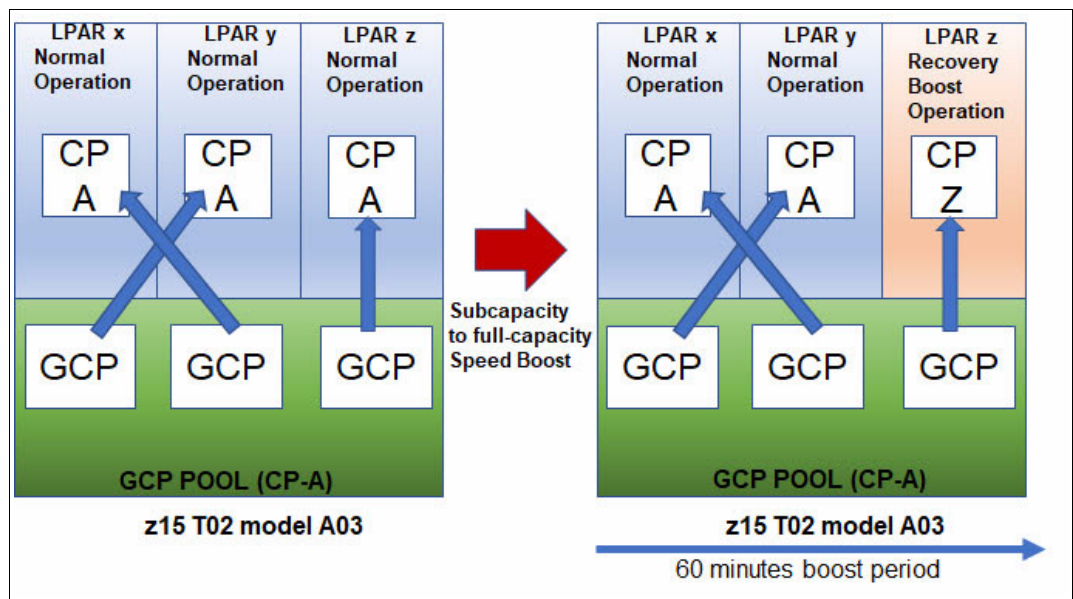 LPAR x
Normal
Operation
LPAR y
Normal
Operation
LPAR z
Normal
Operation
CP
A
CP
A
CP
A
GCP
GCP
GCP
GCP POOL (CP-A)
z15 T02 model A03
Subcapacity
to full-capacity
Speed Boost
LPAR x
Normal
Operation
LPAR y
Normal
Operation
LPAR z
Recovery
Boost
Operation
CP
A
CP
A
CP
Z
GCP
GCP
GCP
GCP POOL (CP-A)
z15 T02 model A03
60 minutes boost period